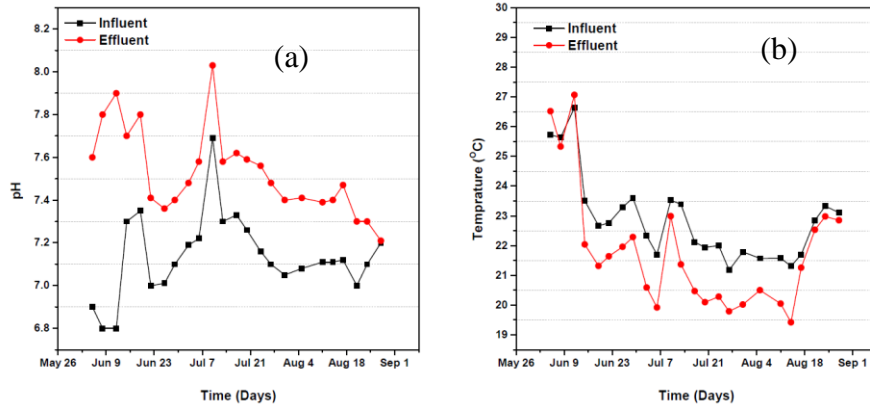 (a)
Influent
Effluent
8.2
8.0
7.8
7.6
7.4
7.2
7.0
6.8
pH
May 26 Jun 9 Jun 23 Jul 7 Jul 21 Aug 4 Aug 18 Sep 1
Time (Days)
(b)
Influent
Effluent
30
29
28
27
26
25
24
23
22
21
20
19
Temprature (°C)
May 26 Jun 9 Jun 23 Jul 7 Jul 21 Aug 4 Aug 18 Sep 1
Time (Days)